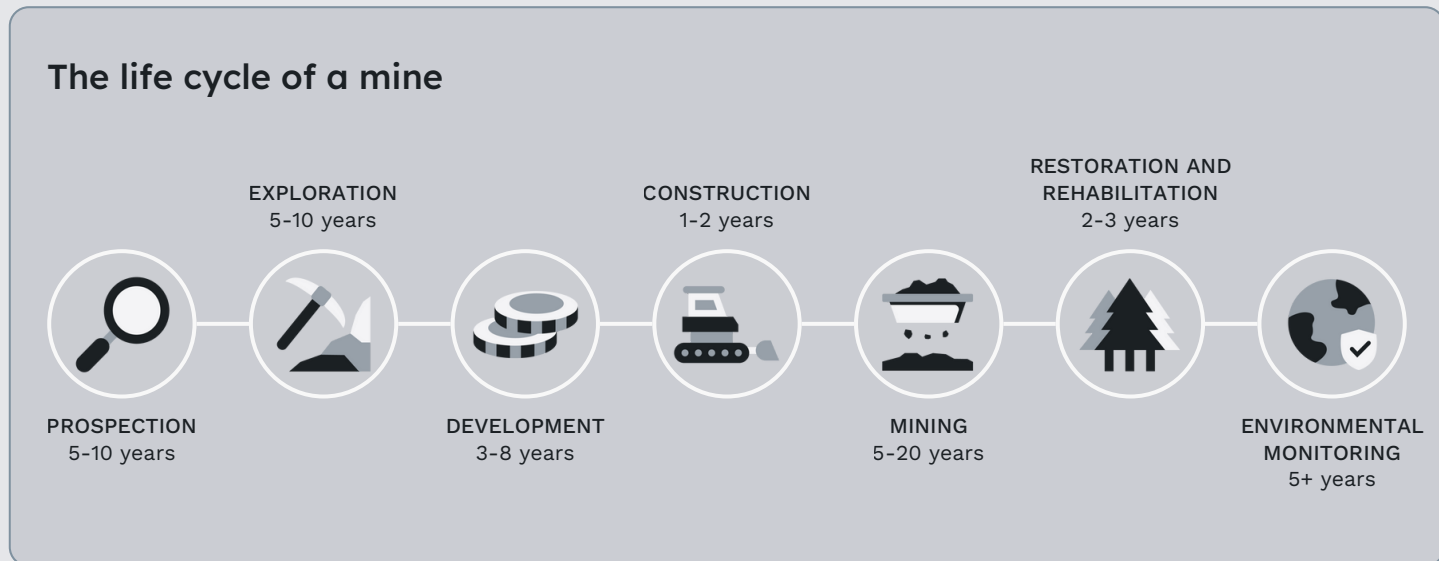 The life cycle of a mine
PROSPECTION
5-10 years
EXPLORATION
5-10 years
DEVELOPMENT
3-8 years
CONSTRUCTION
1-2 years
MINING
5-20 years
RESTORATION AND
REHABILITATION
2-3 years
ENVIRONMENTAL
MONITORING
5+ years